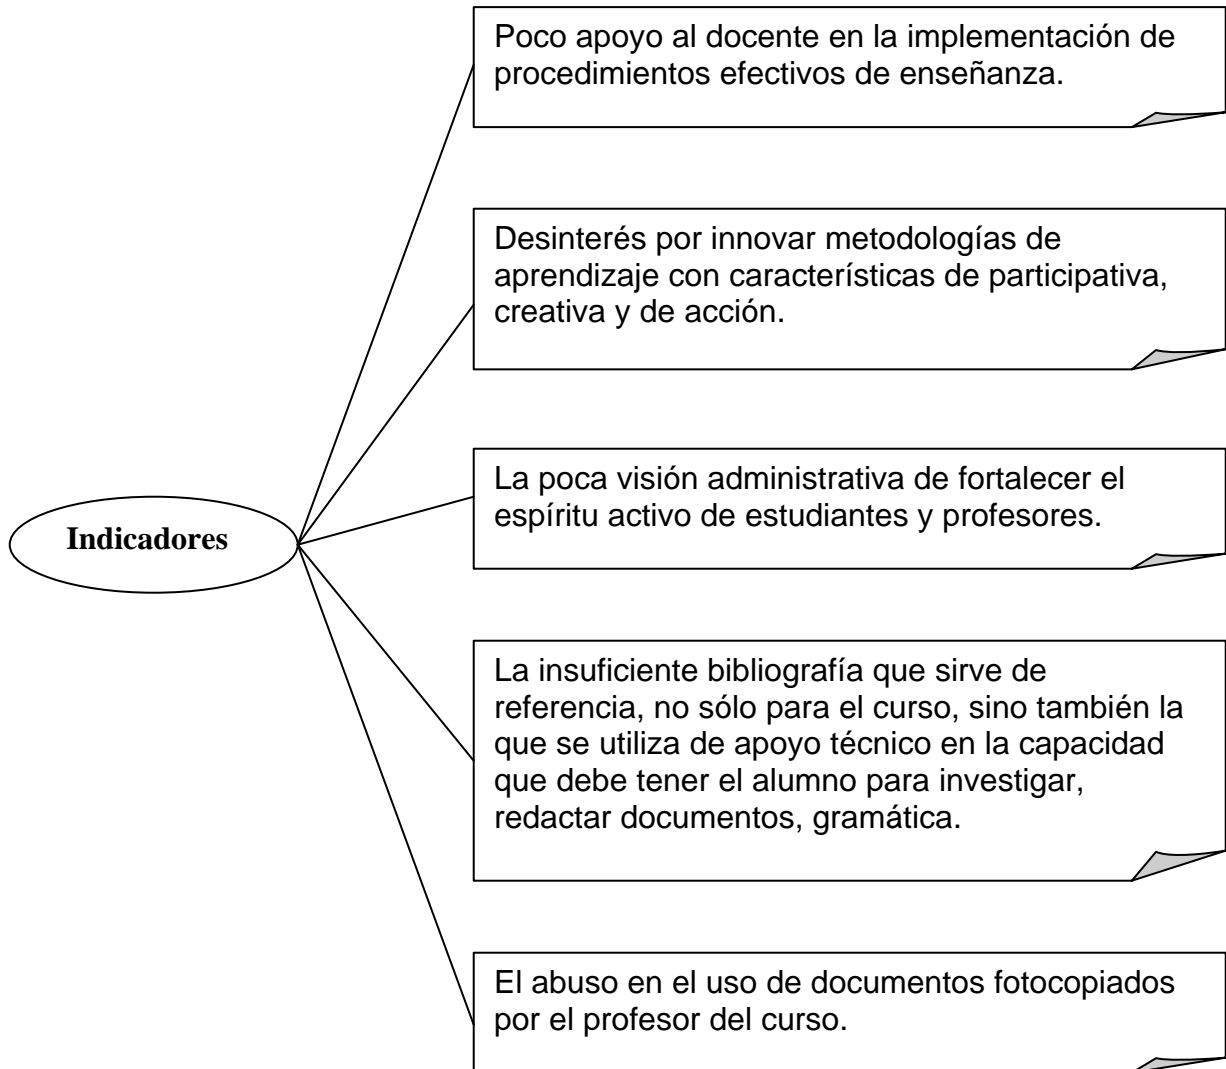 Poco apoyo al docente en la implementación de
procedimientos efectivos de enseñanza.
Desinterés por innovar metodologías de
aprendizaje con características de participativa,
creativa y de acción.
La poca visión administrativa de fortalecer el
espíritu activo de estudiantes y profesores.
Indicadores
La insuficiente bibliografía que sirve de
referencia, no sólo para el curso, sino también la
que se utiliza de apoyo técnico en la capacidad
que debe tener el alumno para investigar,
redactar documentos, gramática.
El abuso en el uso de documentos fotocopiados
por el profesor del curso.